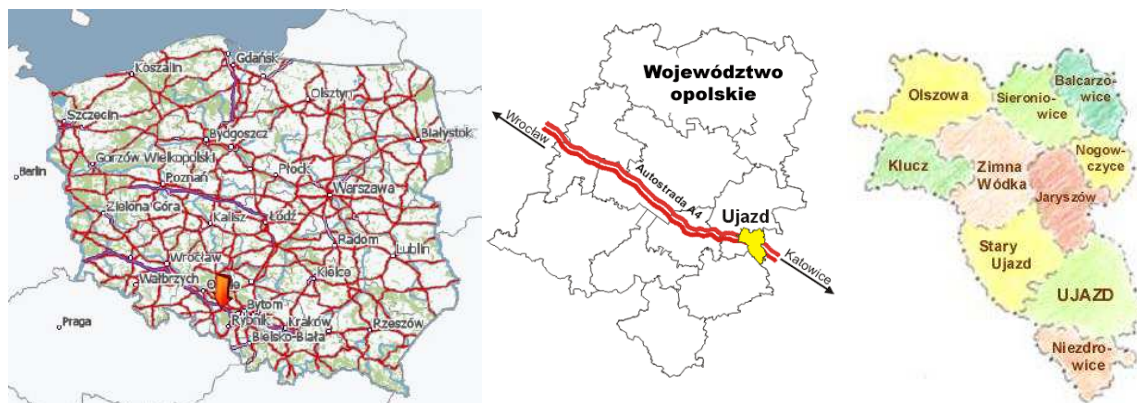 Gdańsk
Koszalin
Olsztyn
Szczecin
Bydgoszcz
Białystok
Gorzów Wielkopolski
Berlin
Płock
Poznań
Warszawa
Zielona Góra
Kalisz
Łódź
Radom
Lublin
Wrocław
Kielce
Wałbrzych
Bytom
Praga
Rybnik
Kraków
Rzeszów
Bielsko-Biała
Województwo
opolskie
Wrocław
Autostrada A4
Ujazd
Katowice
Olszowa
Sieronio-
wice
Balcarzo-
wice
Klucz
Zimna
Wódka
Nogow-
czyce
Jaryszów
Stary
Ujazd
UJAZD
Niezdro-
wice